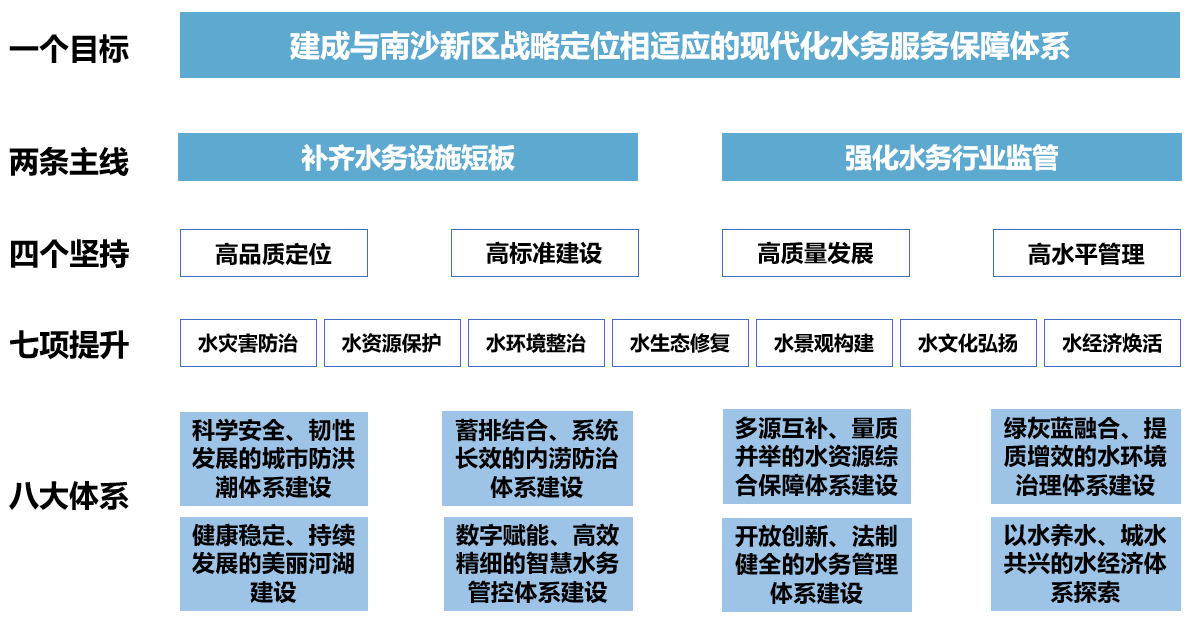 一个目标
建成与南沙新区战略定位相适应的现代化水务服务保障体系
两条主线
补齐水务设施短板
强化水务行业监管
四个坚持
高品质定位
高标准建设
高质量发展
高水平管理
七项提升
水灾害防治
水资源保护
水环境整治
水生态修复
水景观构建
水文化弘扬
水经济焕活
八大体系
科学安全、韧性
发展的城市防洪
潮体系建设
蓄排结合、系统
长效的内涝防治
体系建设
多源互补、量质
并举的水资源综
合保障体系建设
绿灰蓝融合、提
质增效的水环境
治理体系建设
健康稳定、持续
发展的美丽河湖
建设
数字赋能、高效
精细的智慧水务
管控体系建设
开放创新、法制
健全的水务管理
体系建设
以水养水、城水
共兴的水经济体
系探索